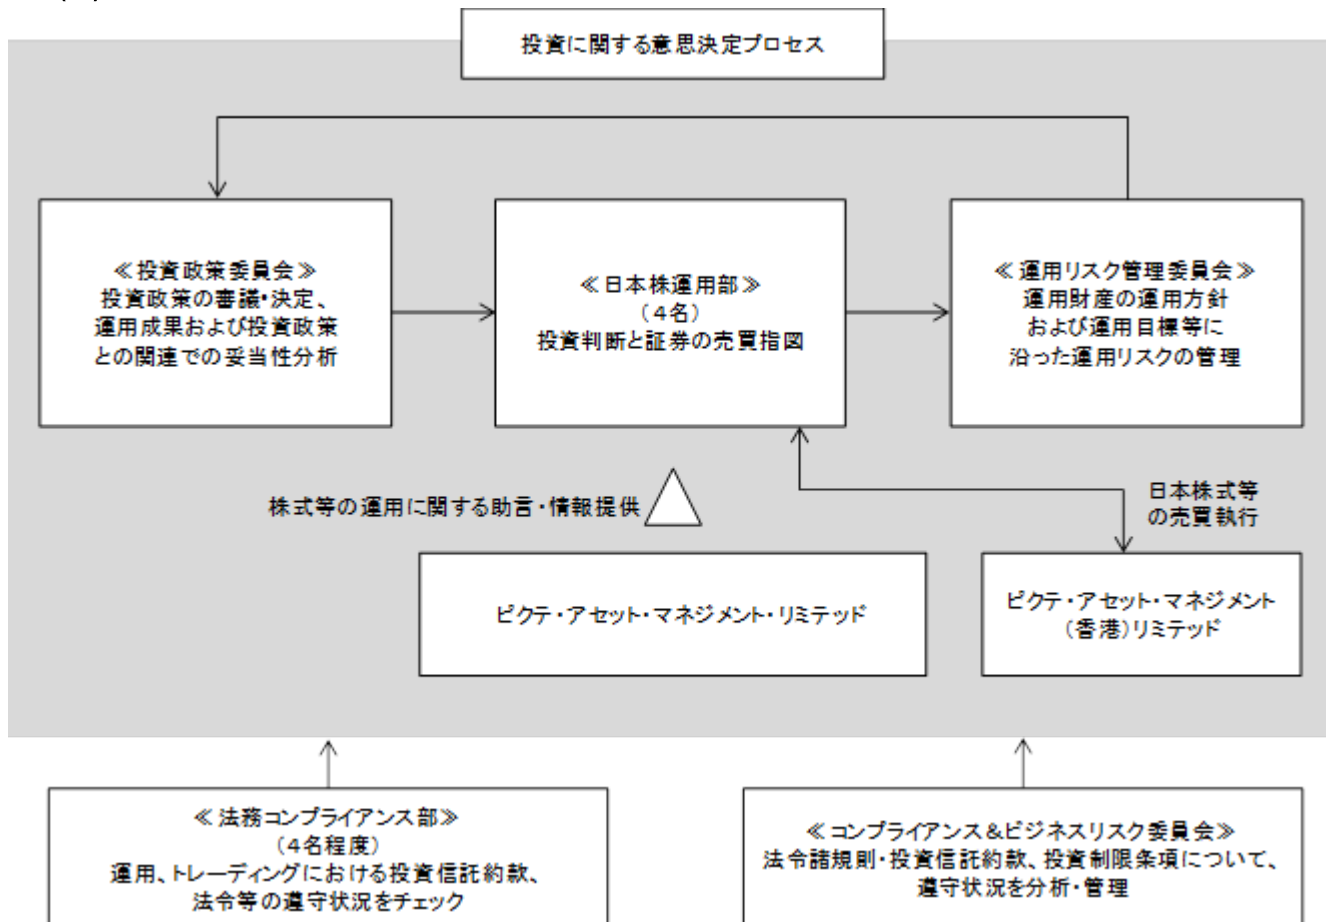 投資に関する意思決定プロセス
≪投資政策委員会≫
投資政策の審議・決定、
運用成果および投資政策
との関連での妥当性分析
≪日本株運用部≫
(4名)
投資判断と証券の売買指図
≪運用リスク管理委員会≫
運用財産の運用方針
および運用目標等に
沿った運用リスクの管理
株式等の運用に関する助言・情報提供
日本株式等
の売買執行
ピクテ・アセット・マネジメント・リミテッド
ピクテ・アセット・マネジメント
(香港)リミテッド
≪法務コンプライアンス部≫
(4名程度)
運用、トレーディングにおける投資信託約款、
法令等の遵守状況をチェック
≪コンプライアンス&ビジネスリスク委員会≫
法令諸規則・投資信託約款、投資制限条項について、
遵守状況を分析・管理